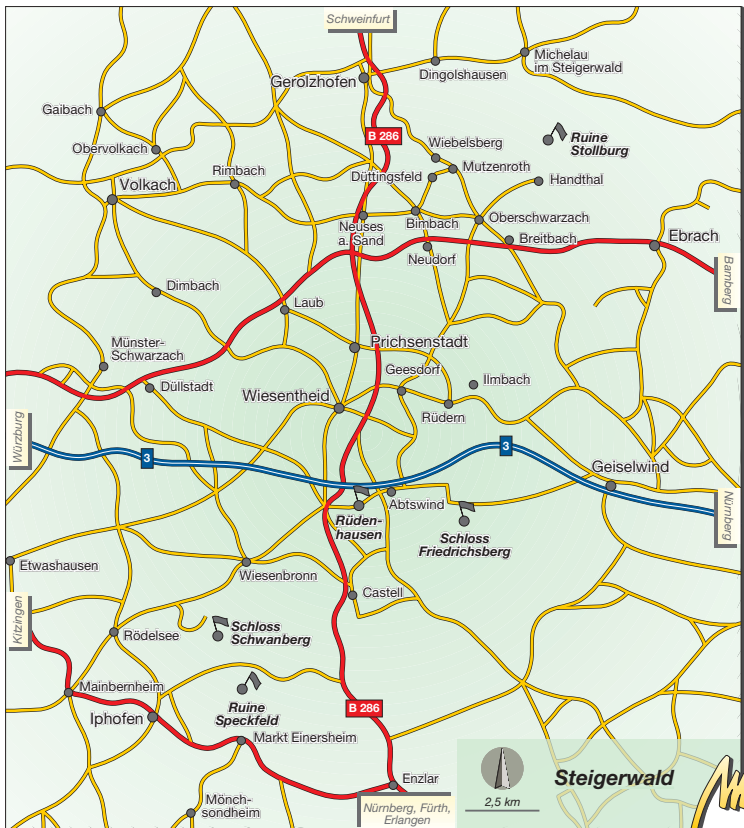 Schweinfurt
Michelau
im Steigerwald
Dingolshausen
Gerolzhofen
Gaibach
B 286
Ruine
Stollburg
Obervolkach
Wiebelsberg
Mutzenroth
Rimbach
Düttingsfeld
Handthal
Volkach
Neuses
a. Sand
Bimbach
Oberschwarzach
Breitbach
Ebrach
Neudorf
Bamberg
Dimbach
Laub
Münster-
Schwarzach
Prichsenstadt
Geesdorf
Ilmbach
Düllstadt
Wiesentheid
Rüdern
Würzburg
3
3
Geiselwind
Nürnberg
Abtswind
Rüden-
hausen
Schloss
Friedrichsberg
Etwashausen
Wiesenbronn
Castell
Kitzingen
Rödelsee
Schloss
Schwanberg
Mainbernheim
Ruine
Speckfeld
B 286
Iphofen
Markt Einersheim
Enzlar
Steigerwald
2,5 km
Mönch-
sondheim
Nürnberg, Fürth,
Erlangen